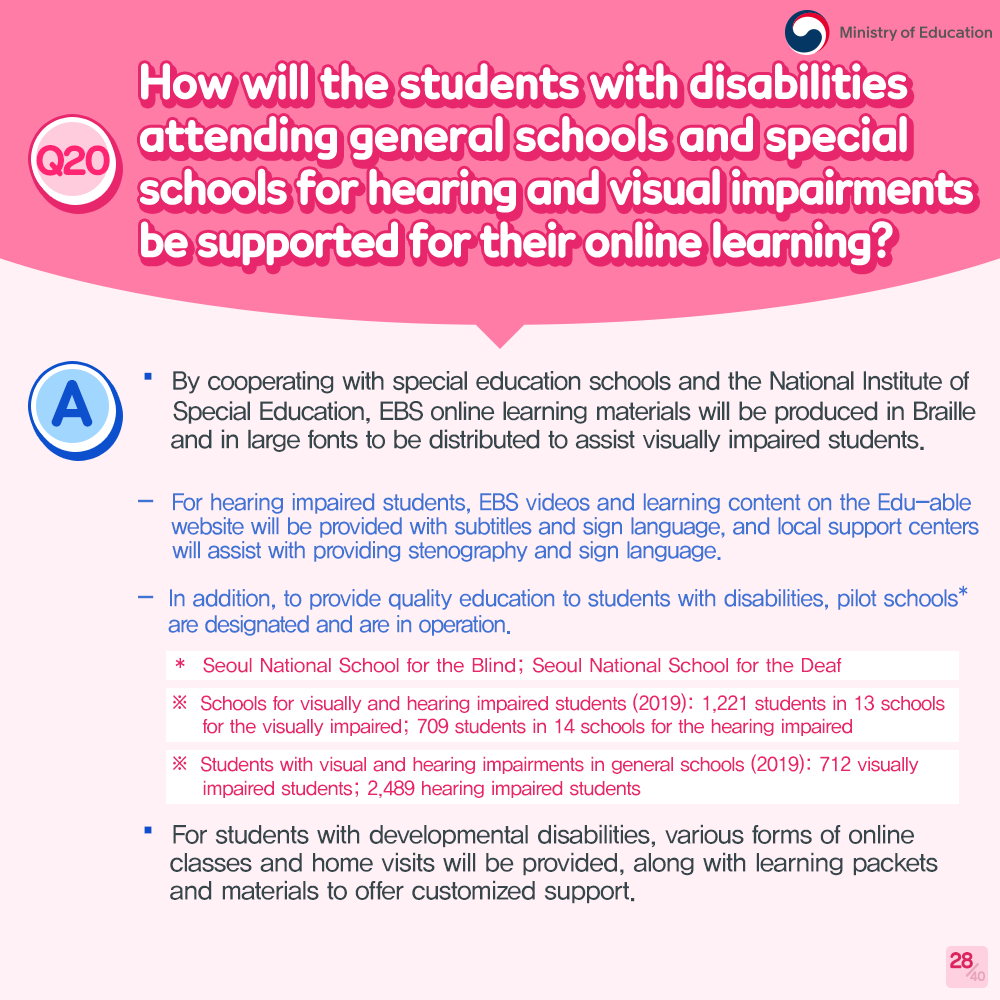 Ministry of Education
How will the students with disabilities
attending general schools and special
Q20
schools for hearing and visual impairments
be supported for their online learning?
A
▪ By cooperating with special education schools and the National Institute of
Special Education, EBS online learning materials will be produced in Braille
and in large fonts to be distributed to assist visually impaired students.
– For hearing impaired students, EBS videos and learning content on the Edu-able
website will be provided with subtitles and sign language, and local support centers
will assist with providing stenography and sign language.
– In addition, to provide quality education to students with disabilities, pilot schools*
are designated and are in operation.
* Seoul National School for the Blind; Seoul National School for the Deaf
※ Schools for visually and hearing impaired students (2019): 1,221 students in 13 schools
for the visually impaired; 709 students in 14 schools for the hearing impaired
※ Students with visual and hearing impairments in general schools (2019): 712 visually
impaired students; 2,489 hearing impaired students
▪ For students with developmental disabilities, various forms of online
classes and home visits will be provided, along with learning packets
and materials to offer customized support.
28/40